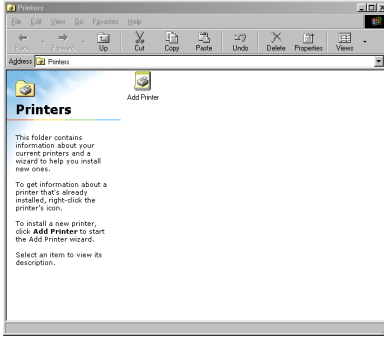 Printers
File Edit View Go Favorites Help
Back Forward Up Cut Copy Paste Undo Delete Properties Views
Address Printers
Add Printer
Printers
This folder contains
information about your
current printers and a
wizard to help you install
new ones.
To get information about a
printer that's already
installed, right-click the
printer's icon.
To install a new printer,
click Add Printer to start
the Add Printer wizard.
Select an item to view its
description.